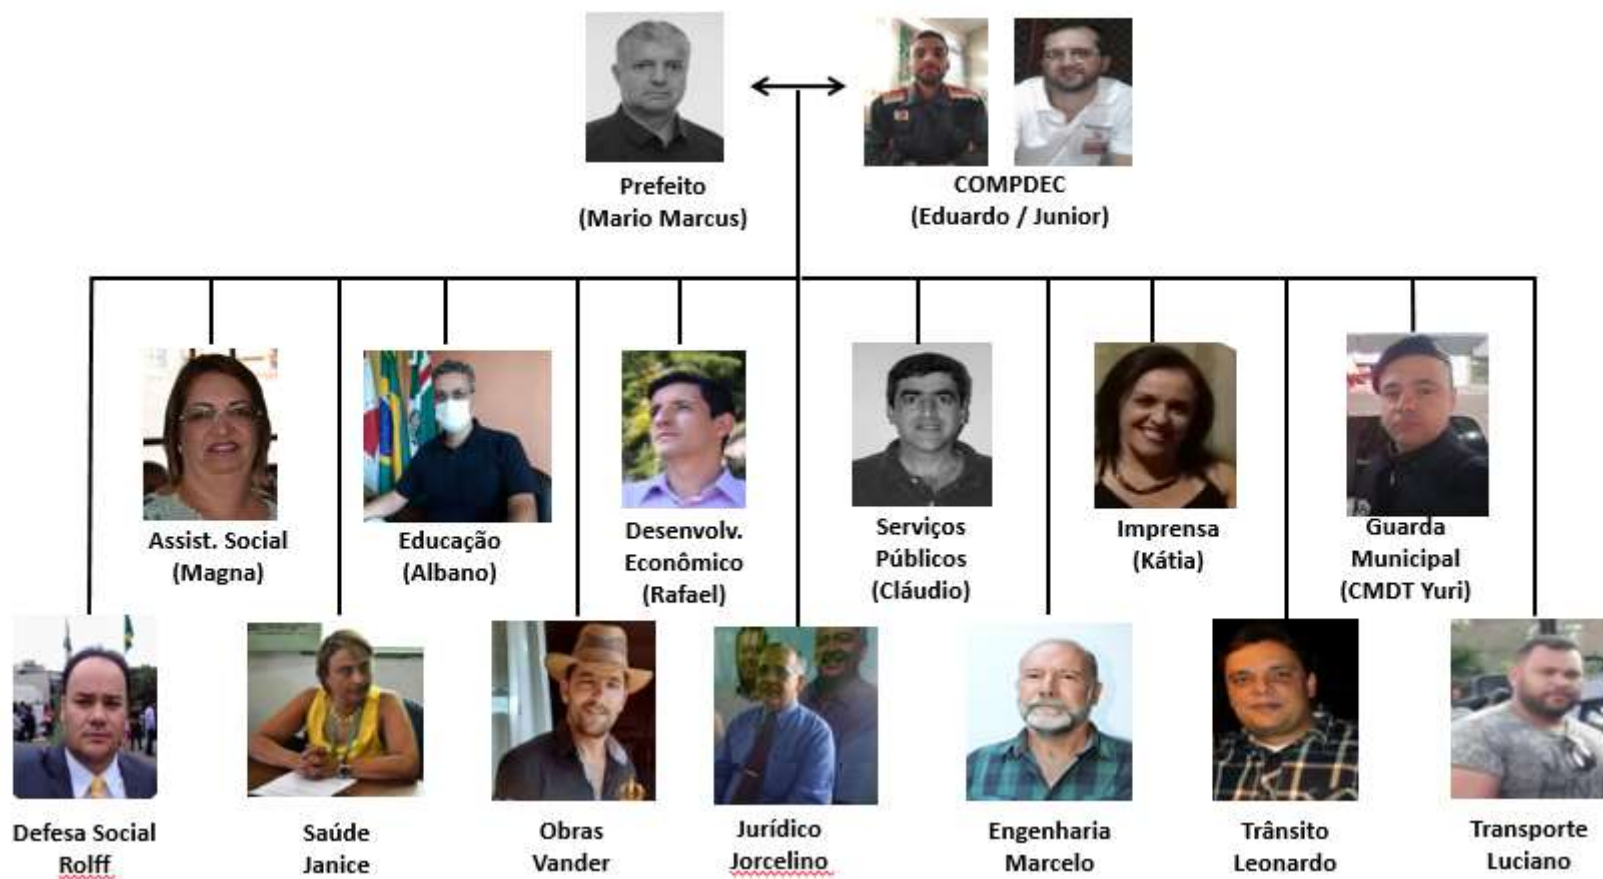 Prefeito
(Mario Marcus)
COMPDEC
(Eduardo / Junior)
Assist. Social
(Magna)
Educação
(Albano)
Desenvolv.
Econômico
(Rafael)
Serviços
Públicos
(Cláudio)
Imprensa
(Kátia)
Guarda
Municipal
(CMDT Yuri)
Defesa Social
Rolff
Saúde
Janice
Obras
Vander
Jurídico
Jorcelino
Engenharia
Marcelo
Trânsito
Leonardo
Transporte
Luciano